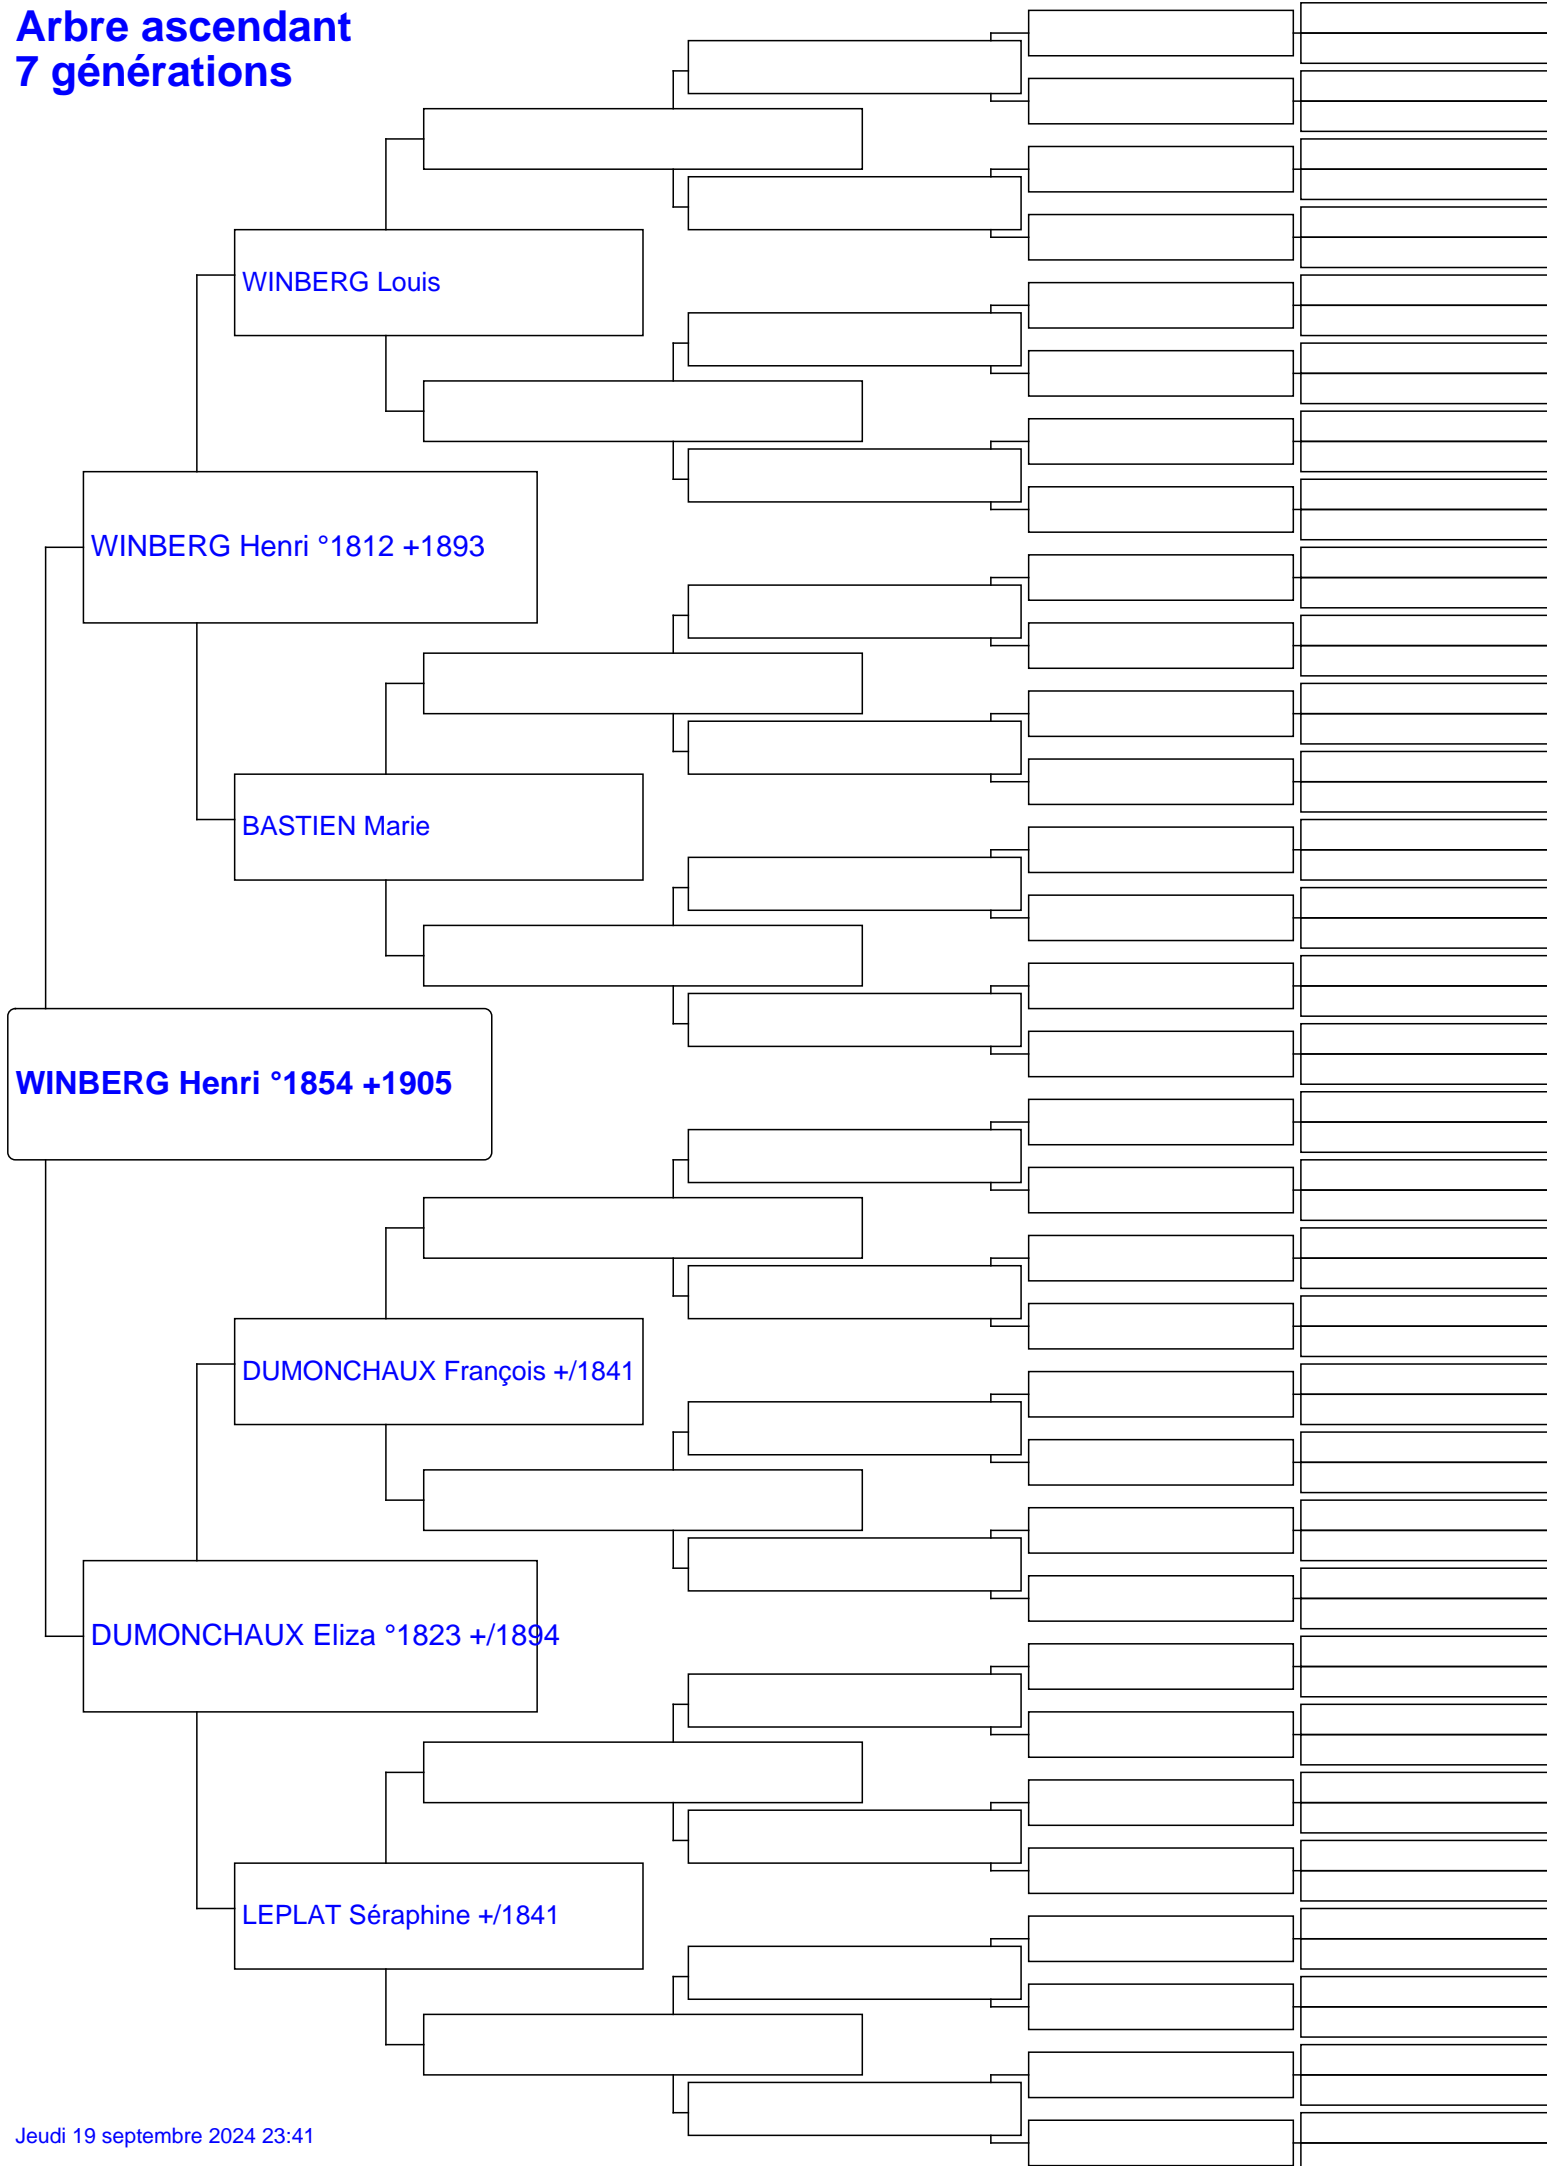 Arbre ascendant
7 générations
WINBERG Louis
WINBERG Henri °1812 +1893
BASTIEN Marie
WINBERG Henri °1854 +1905
DUMONCHAUX François +/1841
DUMONCHAUX Eliza °1823 +/1894
LEPLAT Séraphine +/1841
Jeudi 19 septembre 2024 23:41